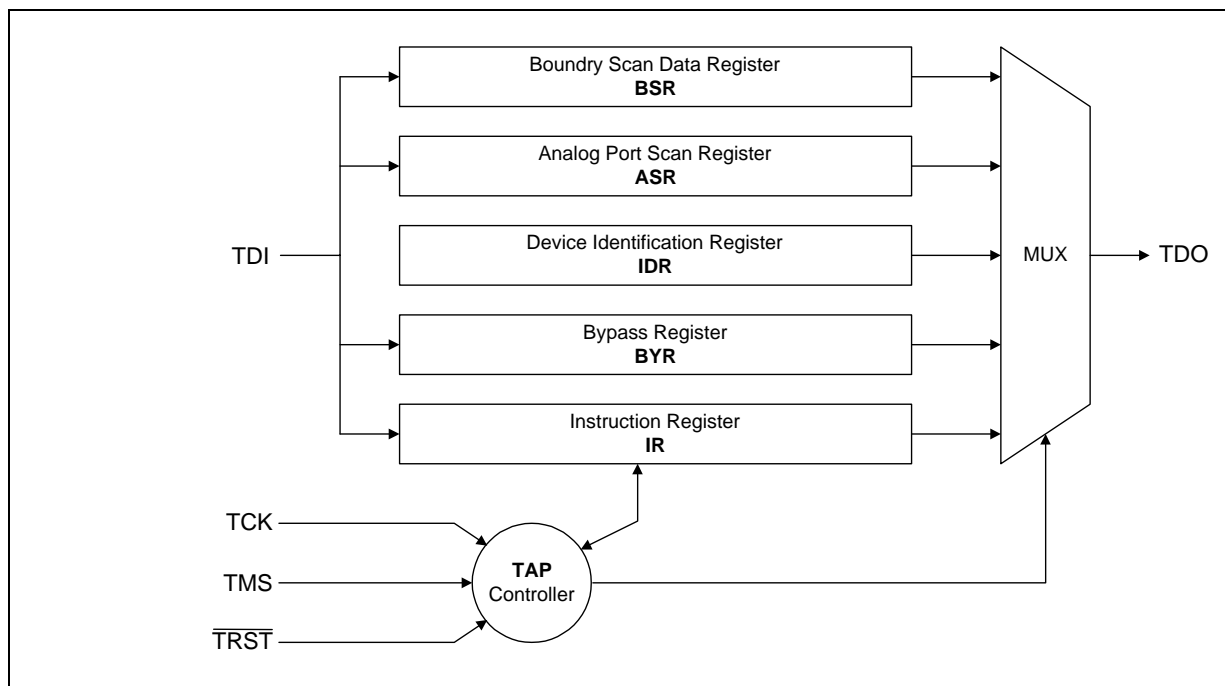 Boundry Scan Data Register
BSR
Analog Port Scan Register
ASR
TDI
Device Identification Register
IDR
MUX
TDO
Bypass Register
BYR
Instruction Register
IR
TCK
TMS
TRST
TAP
Controller